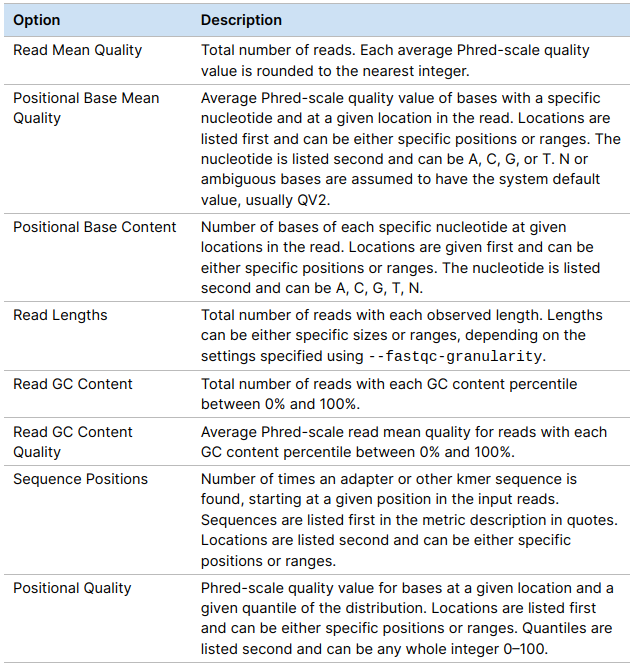 Option Description
Read Mean Quality Total number of reads. Each average Phred-scale quality
value is rounded to the nearest integer.
Positional Base Mean Average Phred-scale quality value of bases with a specific
Quality nucleotide and at a given location in the read. Locations are
listed first and can be either specific positions or ranges. The
nucleotide is listed second and can be A, C, G, or T. N or
ambiguous bases are assumed to have the system default
value, usually QV2.
Positional Base Content Number of bases of each specific nucleotide at given
locations in the read. Locations are given first and can be
either specific positions or ranges. The nucleotide is listed
second and can be A, C, G, T, N.
Read Lengths Total number of reads with each observed length. Lengths
can be either specific sizes or ranges, depending on the
settings specified using --fastqc-granularity.
Read GC Content Total number of reads with each GC content percentile
between 0% and 100%.
Read GC Content Average Phred-scale read mean quality for reads with each
Quality GC content percentile between 0% and 100%.
Sequence Positions Number of times an adapter or other kmer sequence is
found, starting at a given position in the input reads.
Sequences are listed first in the metric description in quotes.
Locations are listed second and can be either specific
positions or ranges.
Positional Quality Phred-scale quality value for bases at a given location and a
given quantile of the distribution. Locations are listed first
and can be either specific positions or ranges. Quantiles are
listed second and can be any whole integer 0–100.